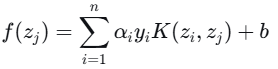 f(z_j) = \sum_{i=1}^{n} \alpha_i y_i K(z_i, z_j) + b